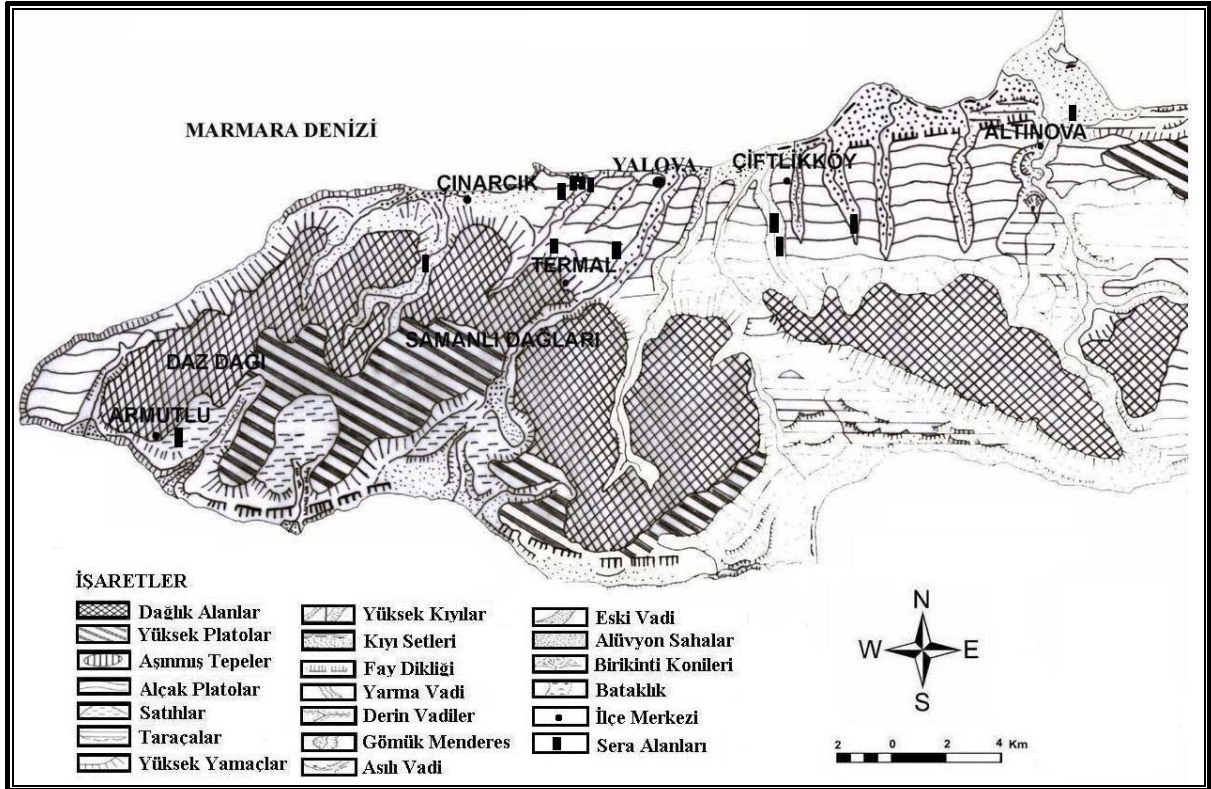 MARMARA DENİZİ
ALTINOVA
YALOVA
ÇİFTLİKKÖY
ÇINARCIK
TERMAL
SAMANLI DAĞLARI
DAZ DAĞI
ARMUTLU
İŞARETLER
Dağlık Alanlar
Yüksek Platolar
Aşınmış Tepeler
Alçak Platolar
Satıhlar
Taraçalar
Yüksek Yamaçlar
Yüksek Kıyılar
Kıyı Setleri
Fay Dikliği
Yarma Vadi
Derin Vadiler
Gömük Menderes
Asılı Vadi
Eski Vadi
Alüvyon Sahalar
Birikinti Konileri
Bataklık
İlçe Merkezi
Sera Alanları
N
W E
S
2 0 2 4 Km